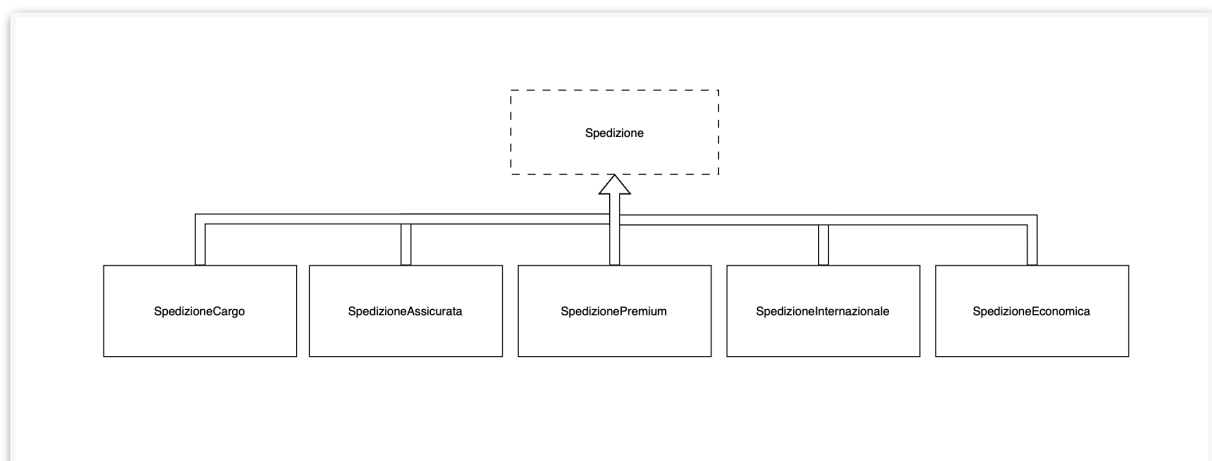 Spedizione
SpedizioneCargo
SpedizioneAssicurata
SpedizionePremium
SpedizioneInternazionale
SpedizioneEconomica